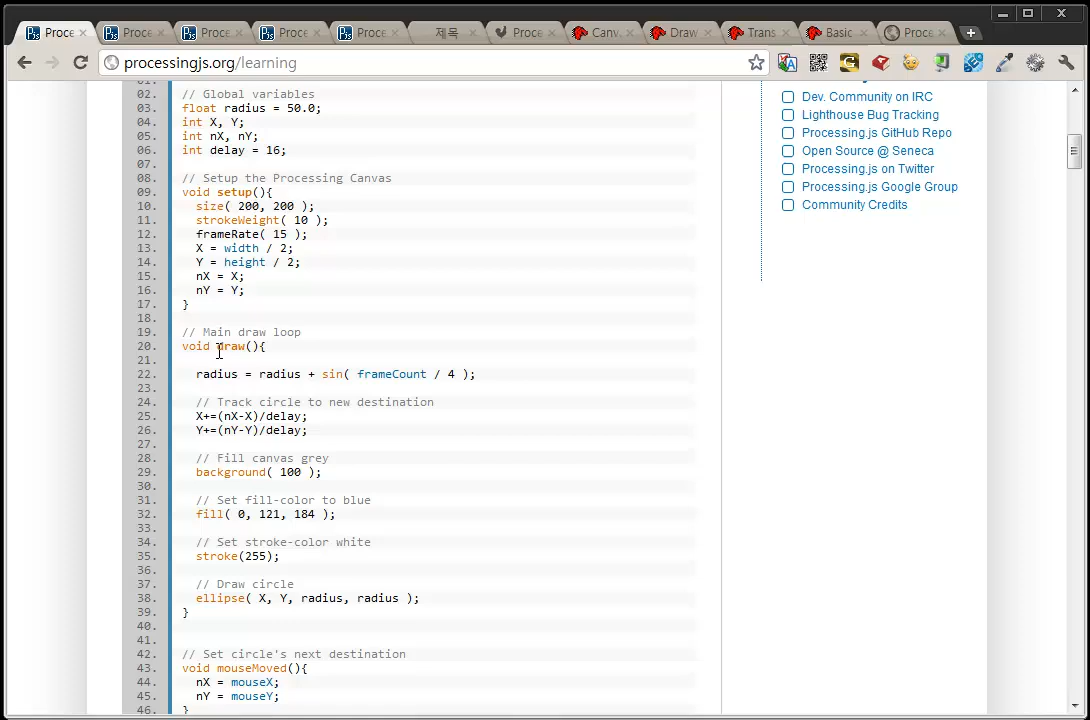 Proce
Proce
Proce
Proce
Proce
제목
Proce
Canv
Draw
Trans
Basic
Proce
processingjs.org/learning
01.
02. // Global variables
03. float radius = 50.0;
04. int X, Y;
05. int nX, nY;
06. int delay = 16;
07.
08. // Setup the Processing Canvas
09. void setup(){
10. size( 200, 200 );
11. strokeWeight( 10 );
12. frameRate( 15 );
13. X = width / 2;
14. Y = height / 2;
15. nX = X;
16. nY = Y;
17. }
18.
19. // Main draw loop
20. void draw(){
21.
22. radius = radius + sin( frameCount / 4 );
23.
24. // Track circle to new destination
25. X+=(nX-X)/delay;
26. Y+=(nY-Y)/delay;
27.
28. // Fill canvas grey
29. background( 100 );
30.
31. // Set fill-color to blue
32. fill( 0, 121, 184 );
33.
34. // Set stroke-color white
35. stroke(255);
36.
37. // Draw circle
38. ellipse( X, Y, radius, radius );
39. }
40.
41.
42. // Set circle's next destination
43. void mouseMoved(){
44. nX = mouseX;
45. nY = mouseY;
46. }
Dev. Community on IRC
Lighthouse Bug Tracking
Processing.js GitHub Repo
Open Source @ Seneca
Processing.js on Twitter
Processing.js Google Group
Community Credits